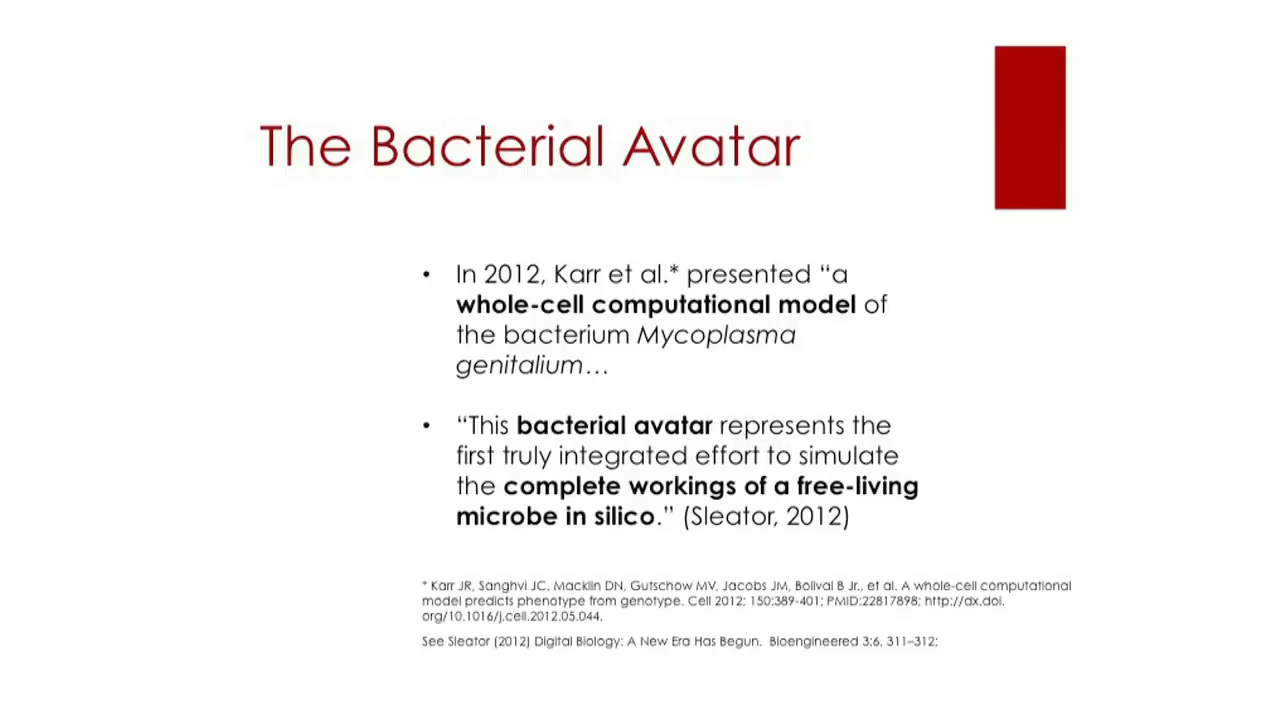 The Bacterial Avatar
• In 2012, Karr et al.* presented “a
whole-cell computational model of
the bacterium Mycoplasma
genitalium…
• “This bacterial avatar represents the
first truly integrated effort to simulate
the complete workings of a free-living
microbe in silico.” (Sleator, 2012)
* Karr JR, Sanghvi JC, Macklin DN, Gutschow MV, Jacobs JM, Bolival B Jr., et al. A whole-cell computational
model predicts phenotype from genotype. Cell 2012; 150:389-401; PMID:22817898; http://dx.doi.
org/10.1016/j.cell.2012.05.044.
See Sleator (2012) Digital Biology: A New Era Has Begun. Bioengineered 3:6, 311–312;